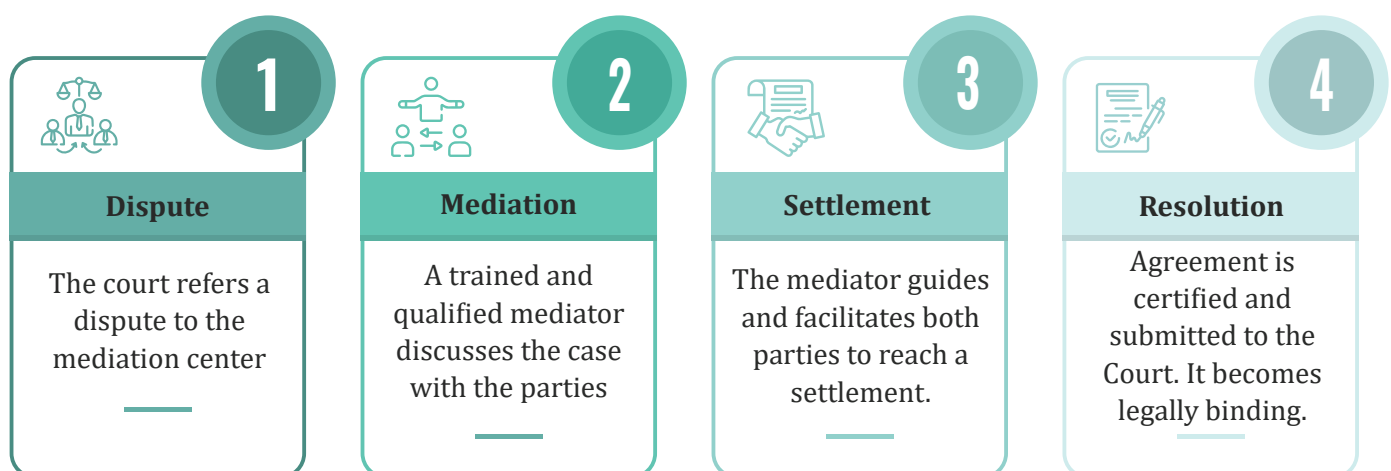 1
Dispute
The court refers a
dispute to the
mediation center
2
Mediation
A trained and
qualified mediator
discusses the case
with the parties
3
Settlement
The mediator guides
and facilitates both
parties to reach a
settlement.
4
Resolution
Agreement is
certified and
submitted to the
Court. It becomes
legally binding.